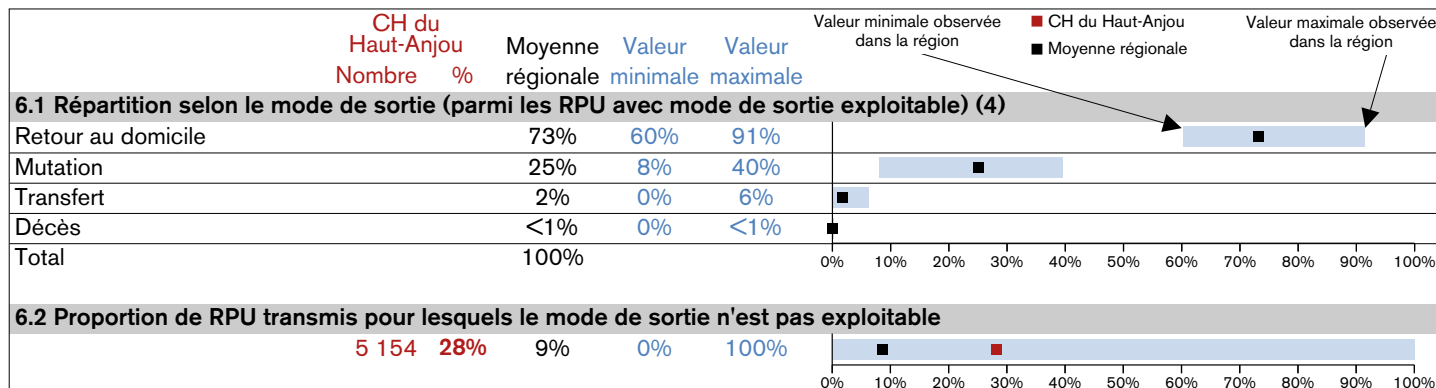 CH du
Haut-Anjou
Nombre %
Moyenne
régionale
Valeur
minimale
Valeur
maximale
Valeur minimale observée
dans la région
CH du Haut-Anjou
Moyenne régionale
Valeur maximale observée
dans la région
6.1 Répartition selon le mode de sortie (parmi les RPU avec mode de sortie exploitable) (4)
Retour au domicile 73% 60% 91%
Mutation 25% 8% 40%
Transfert 2% 0% 6%
Décès <1% 0% <1%
Total 100%
0% 10% 20% 30% 40% 50% 60% 70% 80% 90% 100%
6.2 Proportion de RPU transmis pour lesquels le mode de sortie n'est pas exploitable
5 154 28% 9% 0% 100%
0% 10% 20% 30% 40% 50% 60% 70% 80% 90% 100%